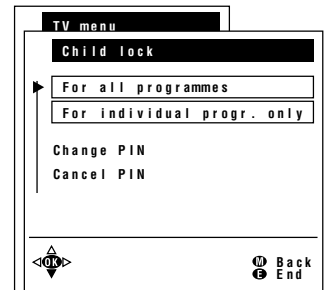 TV menu
Child lock
For all programmes
For individual progr. only
Change PIN
Cancel PIN
OK
M Back
E End